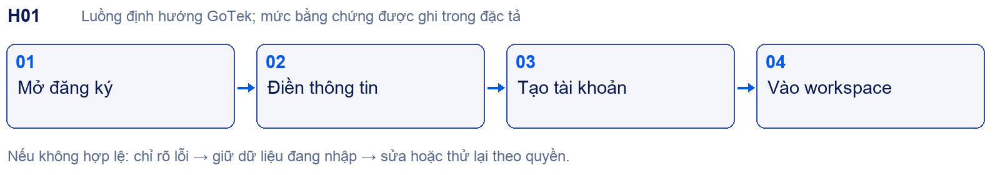 H01 Luồng định hướng GoTek; mức bằng chứng được ghi trong đặc tả
01
Mở đăng ký
02
Điền thông tin
03
Tạo tài khoản
04
Vào workspace
Nếu không hợp lệ: chỉ rõ lỗi → giữ dữ liệu đang nhập → sửa hoặc thử lại theo quyền.